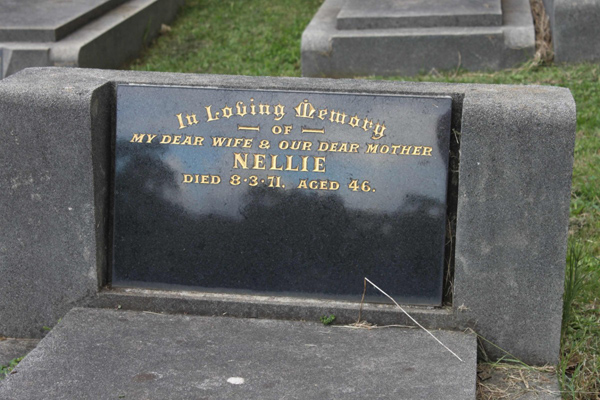 In Loving Memory
— OF —
MY DEAR WIFE & OUR DEAR MOTHER
NELLIE
DIED 8·3·71. AGED 46.